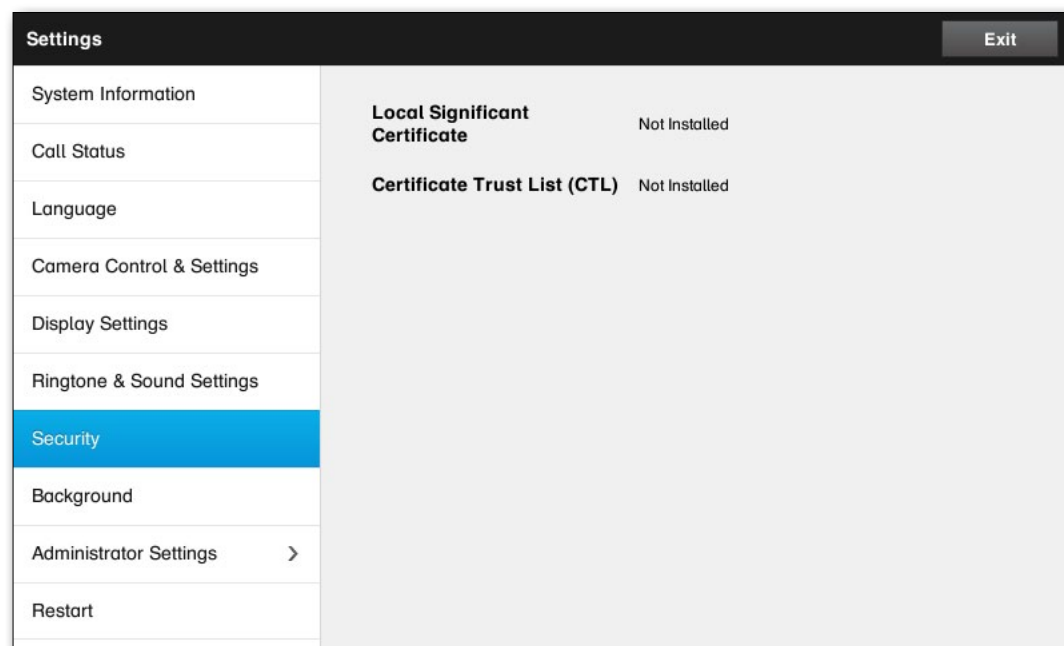 Settings
Exit
System Information
Call Status
Language
Camera Control & Settings
Display Settings
Ringtone & Sound Settings
Security
Background
Administrator Settings
Restart
Local Significant
Certificate
Not Installed
Certificate Trust List (CTL)
Not Installed